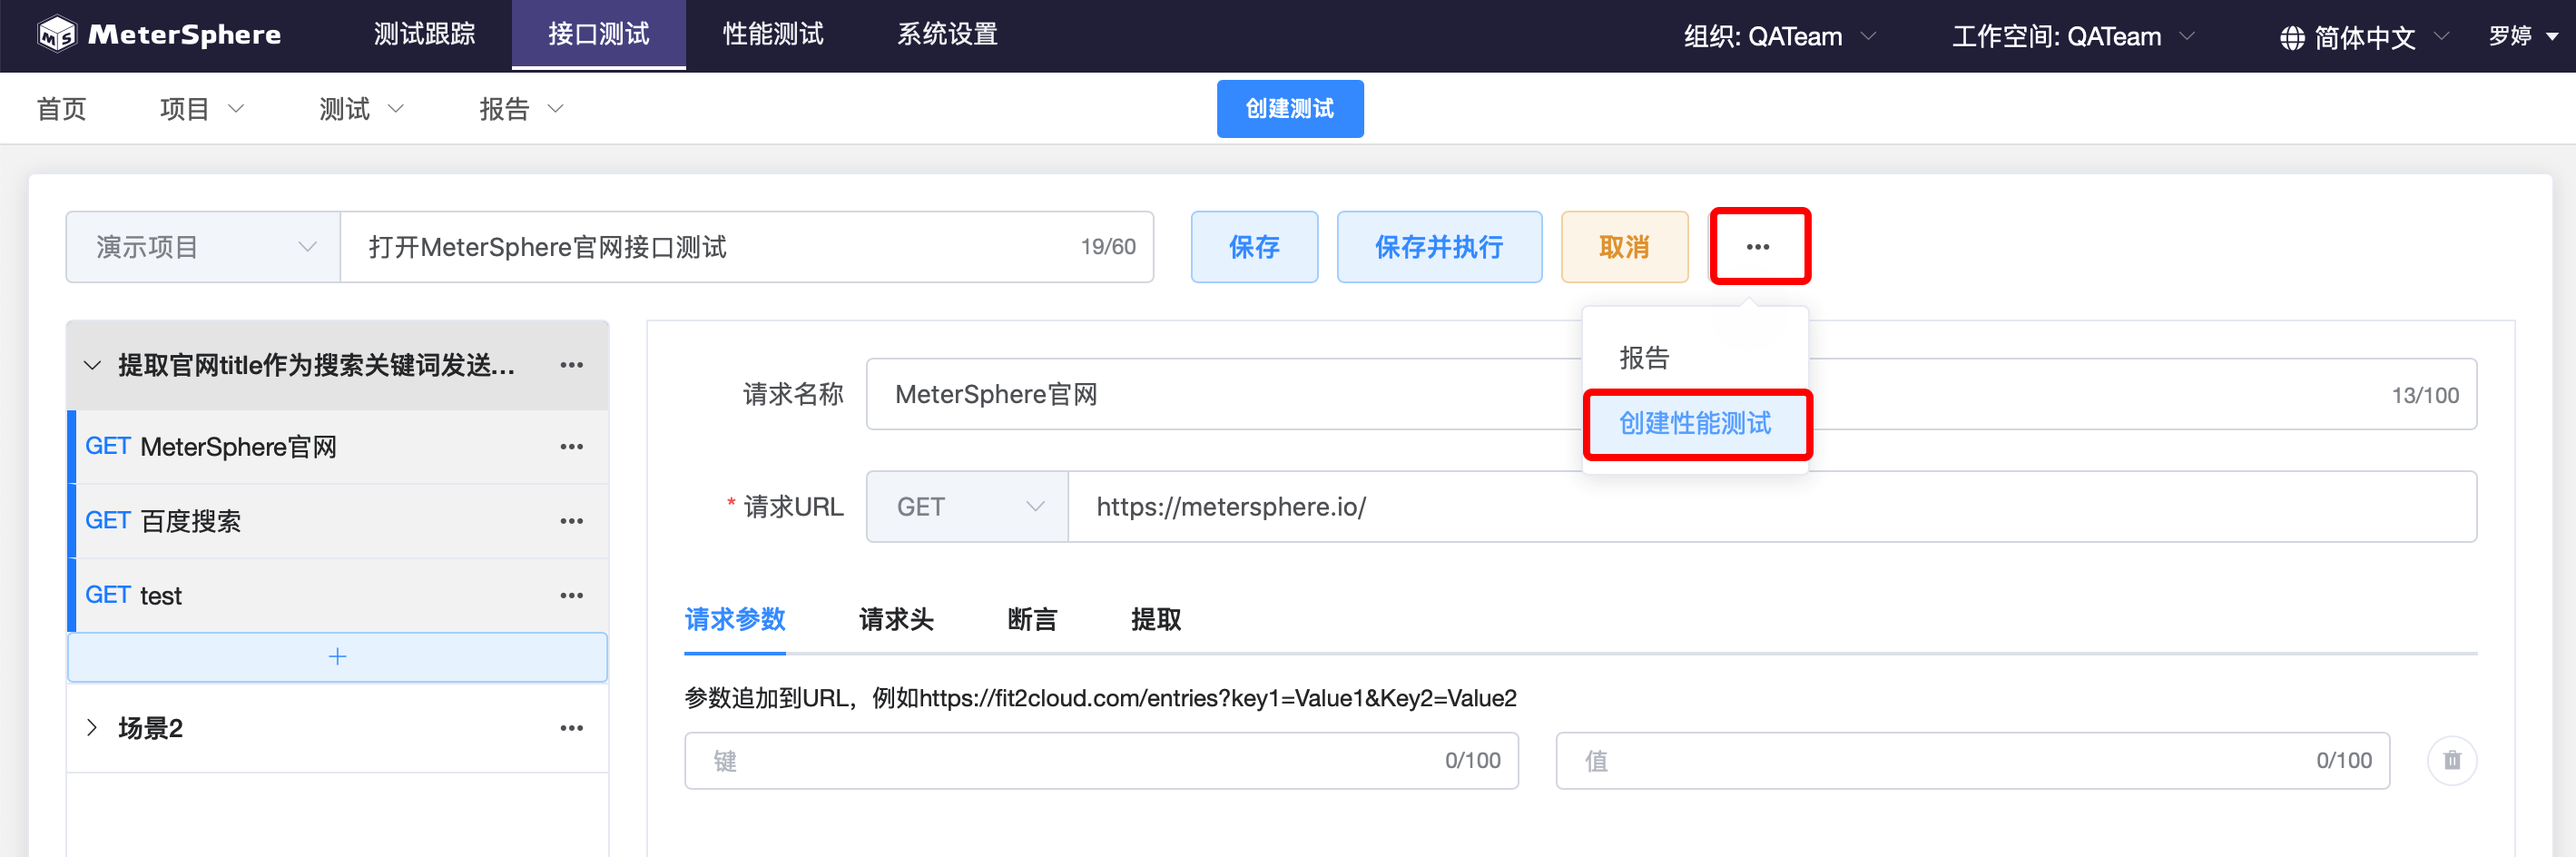 MeterSphere 测试跟踪 接口测试 性能测试 系统设置 组织: QATeam 工作空间: QATeam 简体中文 罗婷
首页 项目 测试 报告 创建测试
演示项目 打开MeterSphere官网接口测试 19/60 保存 保存并执行 取消 •••
报告
创建性能测试
提取官网title作为搜索关键词发送... •••
GET MeterSphere官网 •••
GET 百度搜索 •••
GET test •••
+
场景2 •••
请求名称 MeterSphere官网 13/100
* 请求URL GET https://metersphere.io/
请求参数 请求头 断言 提取
参数追加到URL，例如https://fit2cloud.com/entries?key1=Value1&Key2=Value2
键 0/100 值 0/100